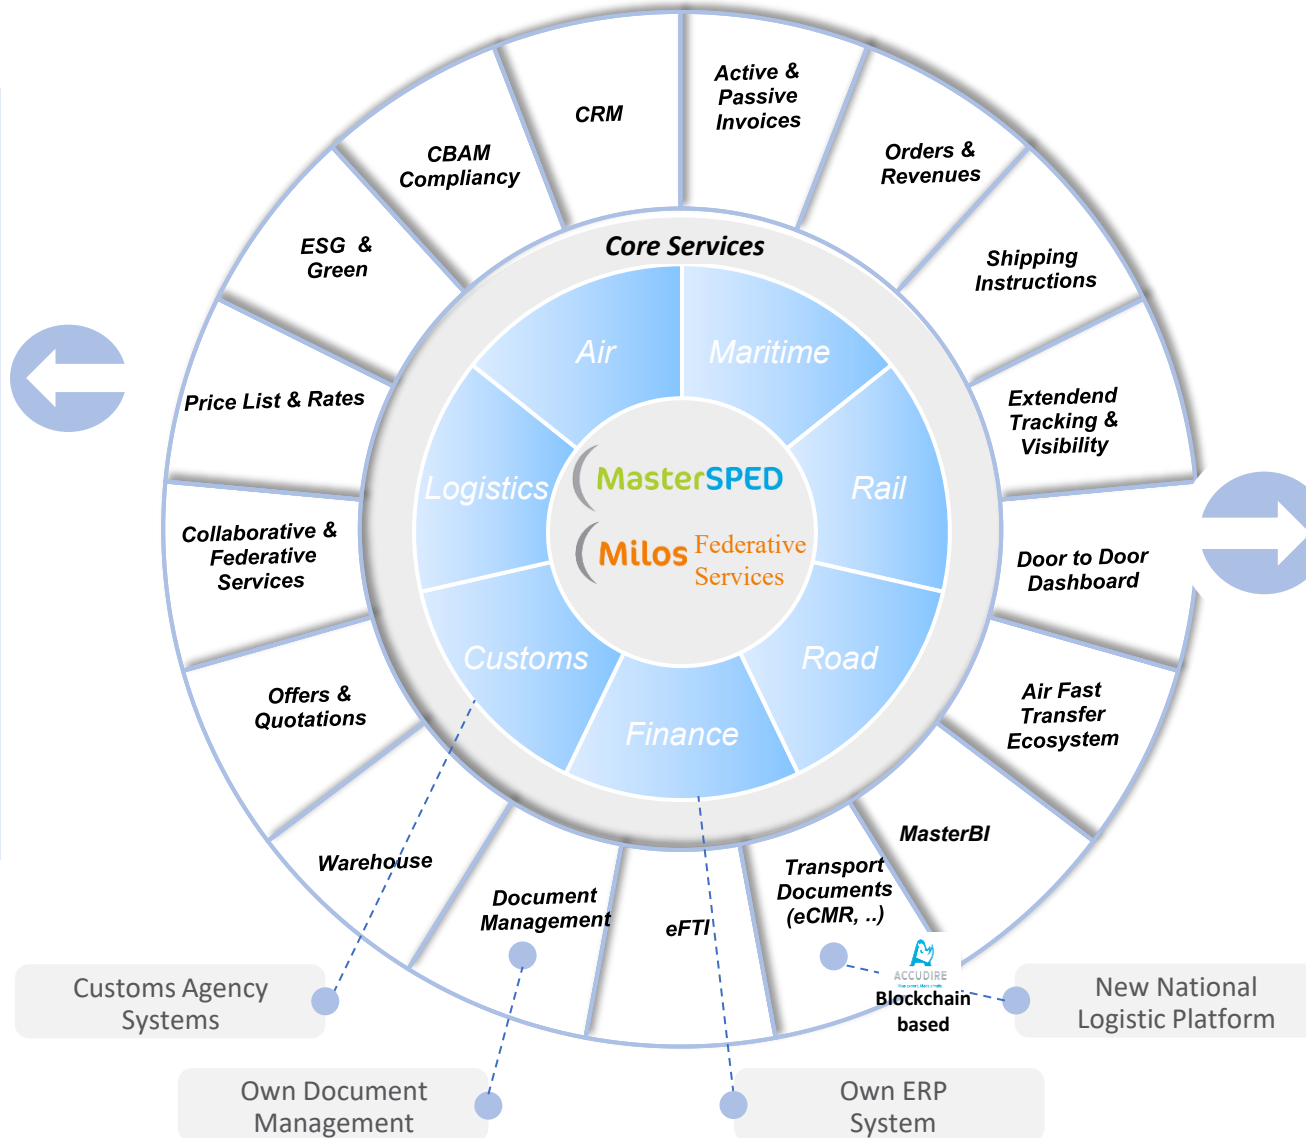 CRM
Active &
Passive
Invoices
Orders &
Revenues
Shipping
Instructions
Extendend
Tracking &
Visibility
Door to Door
Dashboard
Air Fast
Transfer
Ecosystem
MasterBI
Transport
Documents
(eCMR, ..)
eFTI
Document
Management
Warehouse
Offers &
Quotations
Collaborative &
Federative
Services
Price List & Rates
ESG &
Green
CBAM
Compliancy
Core Services
Air
Maritime
Rail
Road
Finance
Customs
Logistics
MasterSPED
Milos Federative
Services
ACCUDIRE
Blockchain
based
Customs Agency
Systems
Own Document
Management
Own ERP
System
New National
Logistic Platform